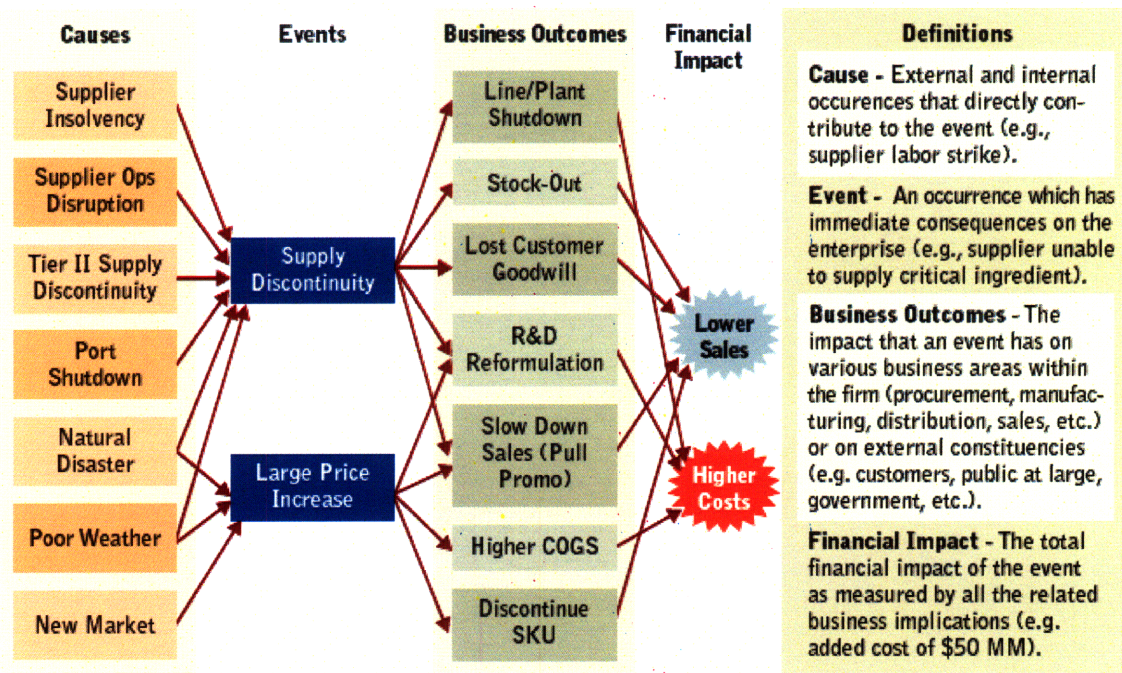 Causes
Events
Business Outcomes
Financial
Impact
Definitions
Supplier
Insolvency
Supplier Ops
Disruption
Tier II Supply
Discontinuity
Port
Shutdown
Natural
Disaster
Poor Weather
New Market
Supply
Discontinuity
Large Price
Increase
Line/Plant
Shutdown
Stock-Out
Lost Customer
Goodwill
R&D
Reformulation
Slow Down
Sales (Pull
Promo)
Higher COGS
Discontinue
SKU
Lower
Sales
Higher
Costs
Cause - External and internal
occurences that directly con-
tribute to the event (e.g.,
supplier labor strike).
Event - An occurrence which has
immediate consequences on the
enterprise (e.g., supplier unable
to supply critical ingredient).
Business Outcomes - The
impact that an event has on
various business areas within
the firm (procurement, manufac-
turing, distribution, sales, etc.)
or on external constituencies
(e.g. customers, public at large,
government, etc.).
Financial Impact - The total
financial impact of the event
as measured by all the related
business implications (e.g.
added cost of $50 MM).